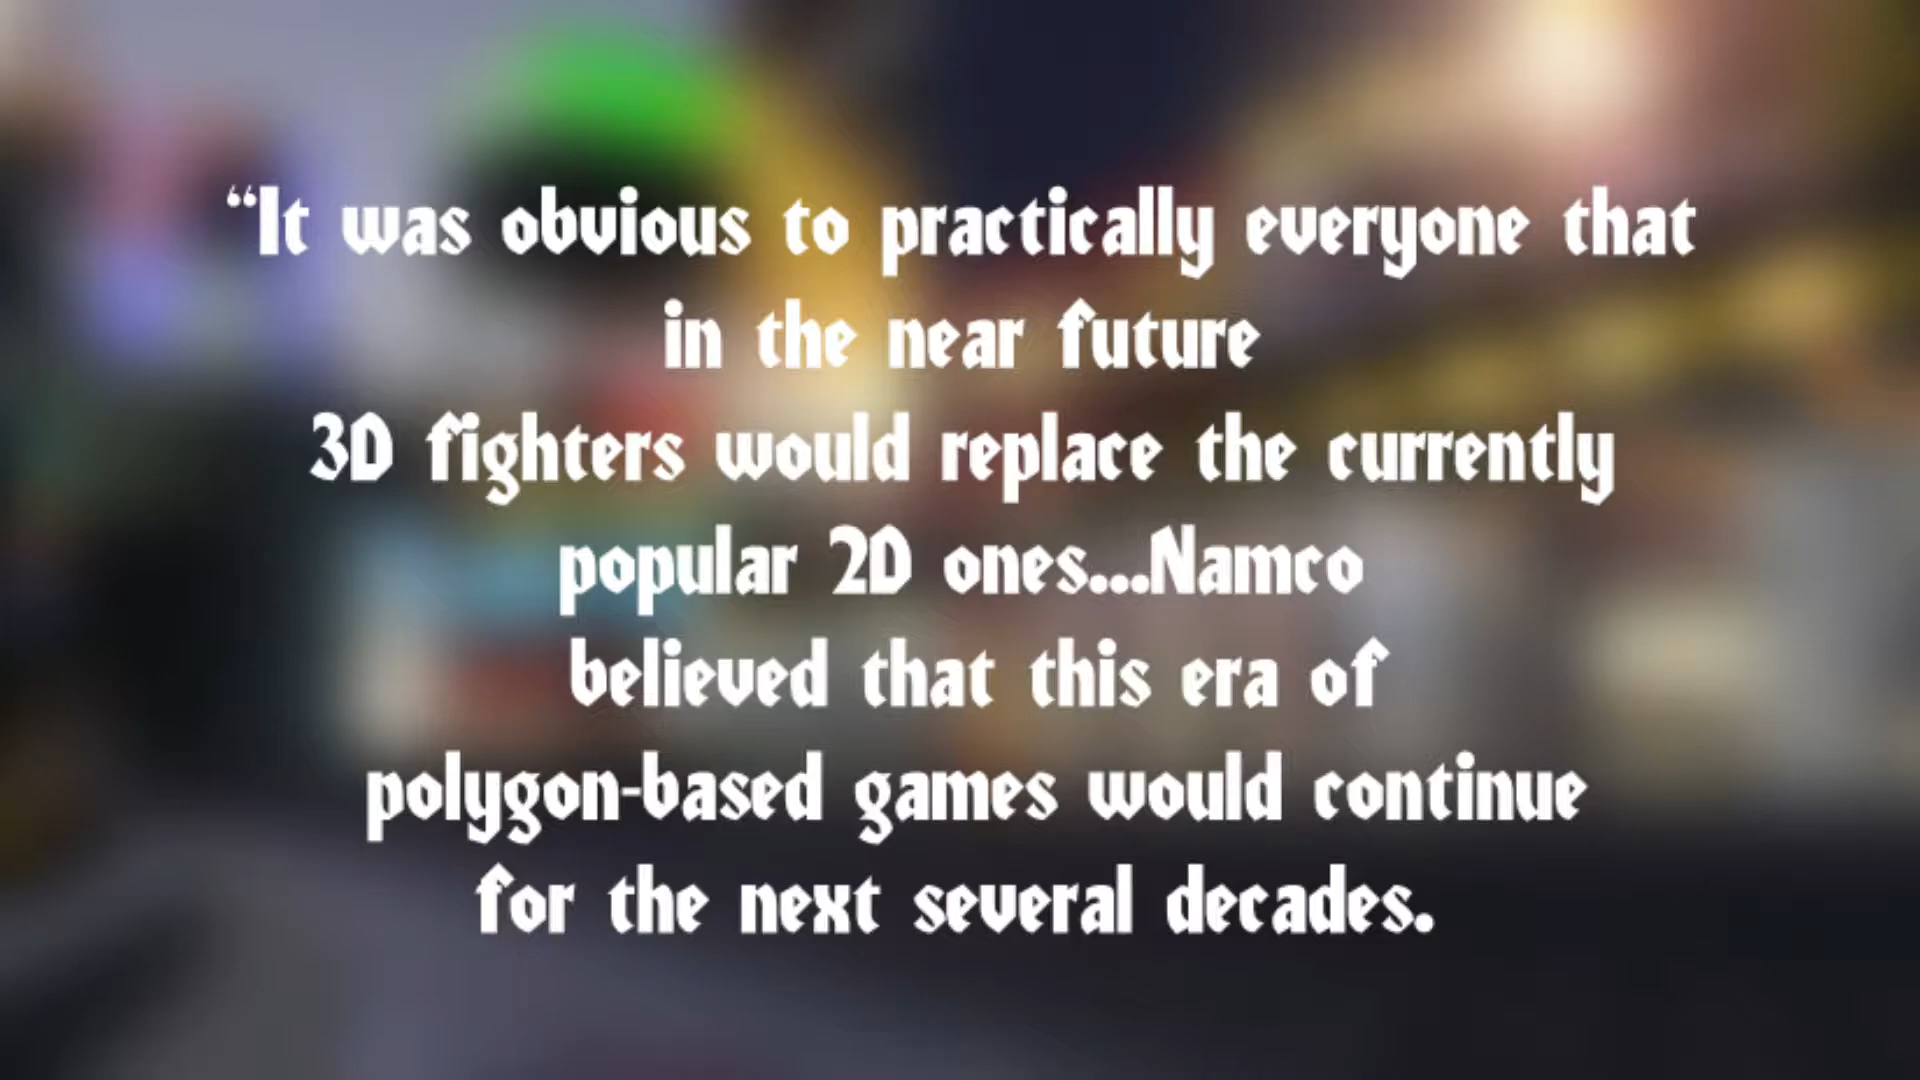 “It was obvious to practically everyone that
in the near future
3D fighters would replace the currently
popular 2D ones...Namco
believed that this era of
polygon-based games would continue
for the next several decades.